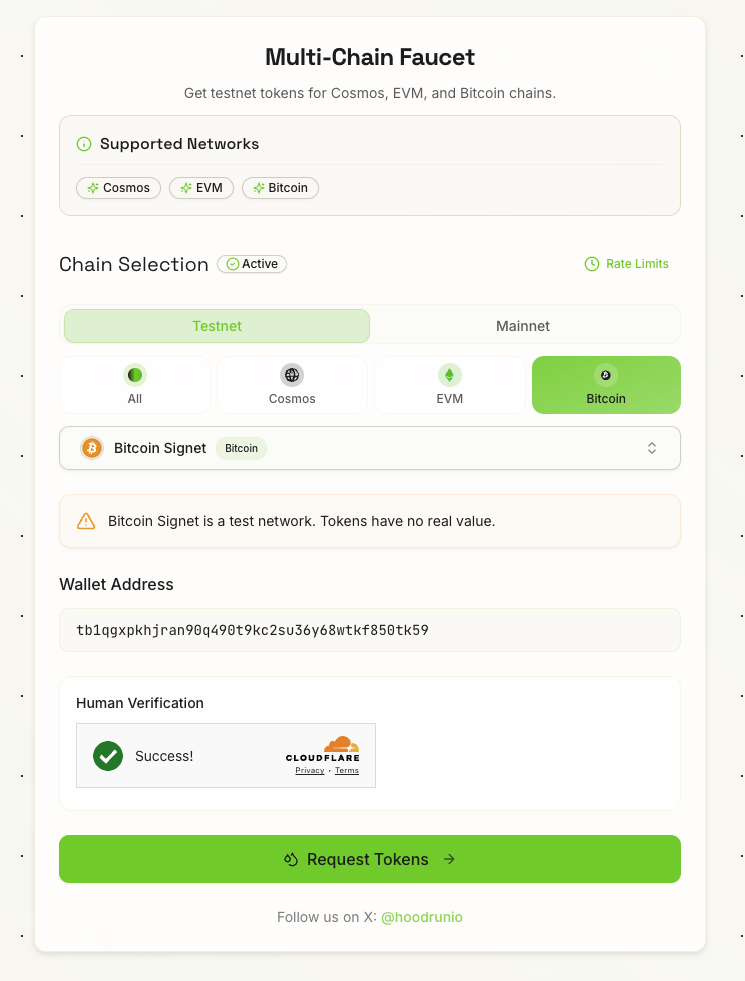 Multi-Chain Faucet
Get testnet tokens for Cosmos, EVM, and Bitcoin chains.
Supported Networks
Cosmos EVM Bitcoin
Chain Selection Active Rate Limits
Testnet Mainnet
All Cosmos EVM Bitcoin
Bitcoin Signet Bitcoin
Bitcoin Signet is a test network. Tokens have no real value.
Wallet Address
tb1qgxpkhjran90q490t9kc2su36y68wtkf850tk59
Human Verification
Success!
CLOUDFLARE
Privacy · Terms
Request Tokens
Follow us on X: @hoodrunio